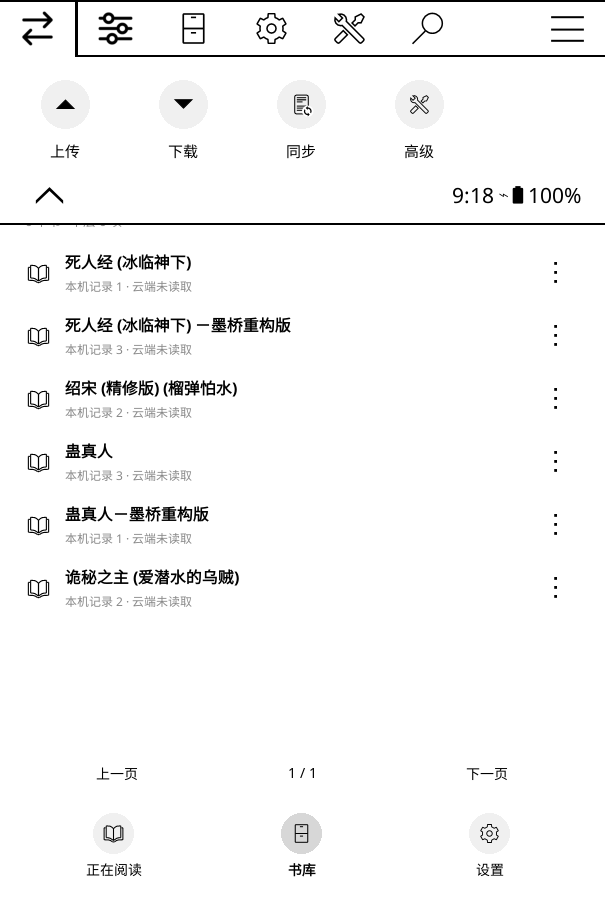 上传 下载 同步 高级
9:18 100%
死人经 (冰临神下)
本机记录 1 · 云端未读取
死人经 (冰临神下) －墨桥重构版
本机记录 3 · 云端未读取
绍宋 (精修版) (榴弹怕水)
本机记录 2 · 云端未读取
蛊真人
本机记录 3 · 云端未读取
蛊真人－墨桥重构版
本机记录 1 · 云端未读取
诡秘之主 (爱潜水的乌贼)
本机记录 2 · 云端未读取
上一页 1 / 1 下一页
正在阅读 书库 设置